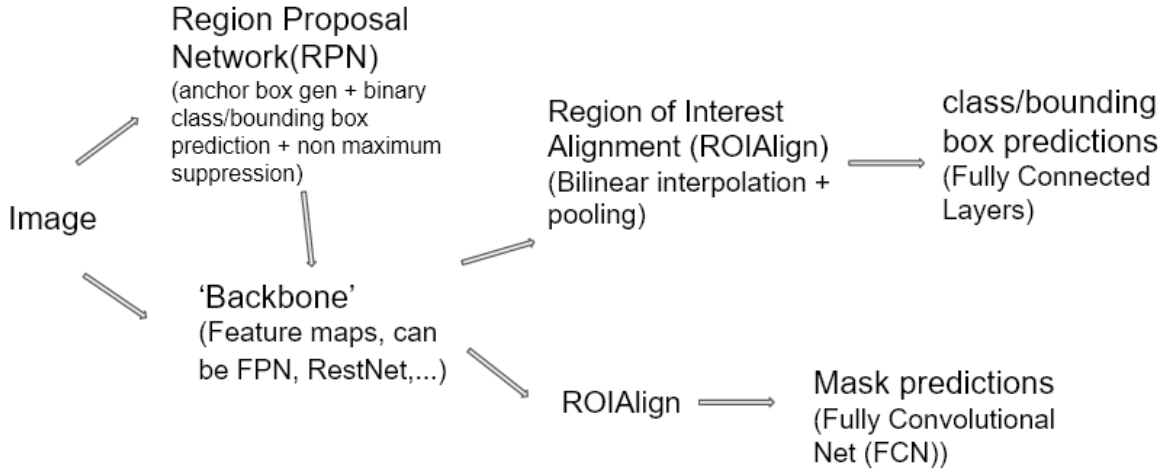 Region Proposal
Network(RPN)
(anchor box gen + binary
class/bounding box
prediction + non maximum
suppression)
Image
‘Backbone’
(Feature maps, can
be FPN, RestNet,...)
Region of Interest
Alignment (ROIAlign)
(Bilinear interpolation +
pooling)
class/bounding
box predictions
(Fully Connected
Layers)
ROIAlign
Mask predictions
(Fully Convolutional
Net (FCN))